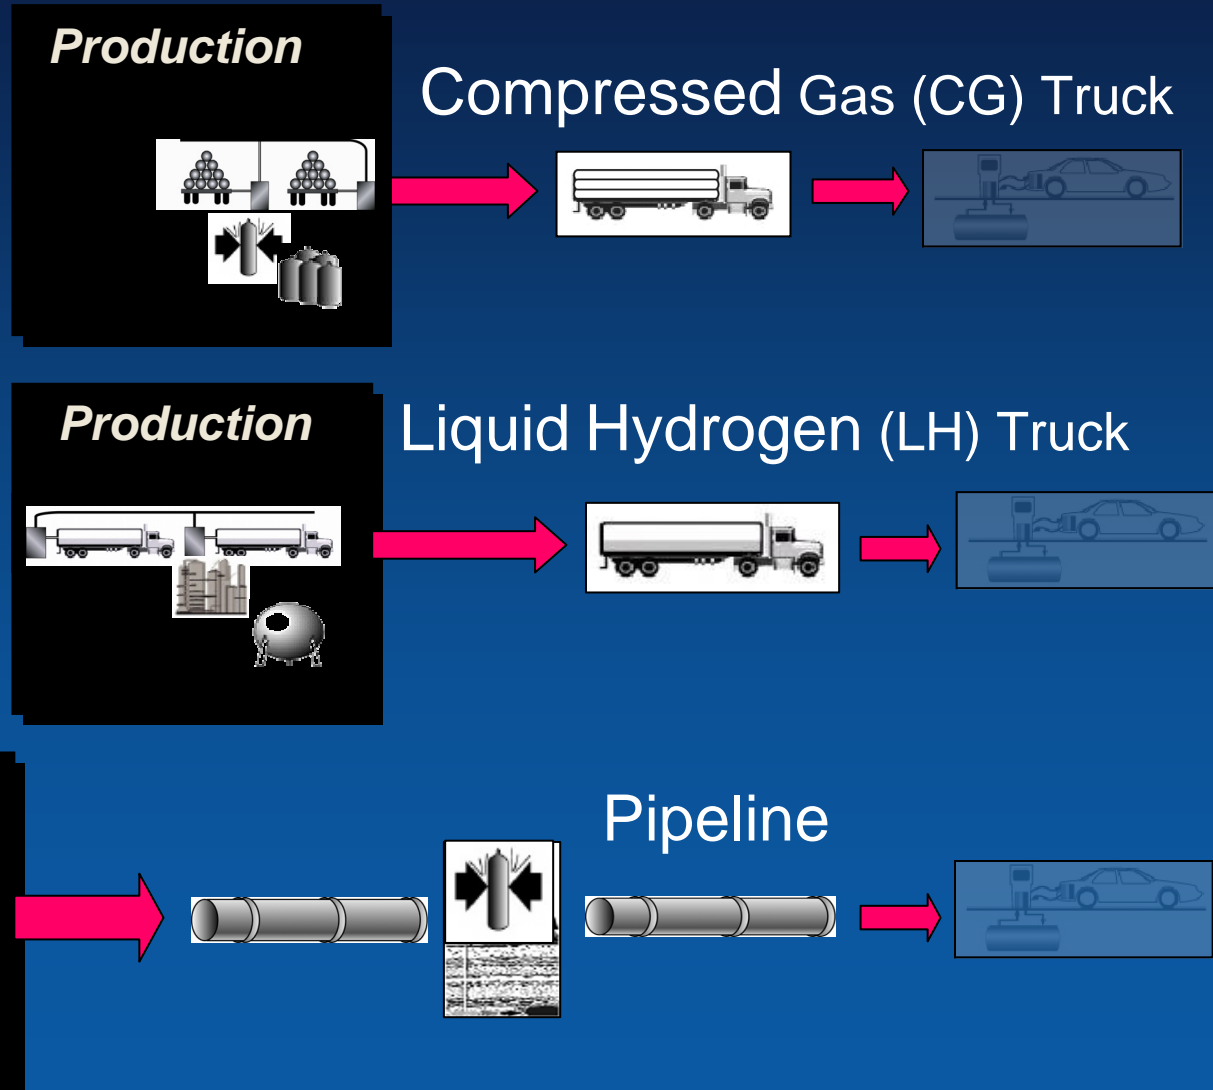 Production
Compressed Gas (CG) Truck
Production
Liquid Hydrogen (LH) Truck
Pipeline